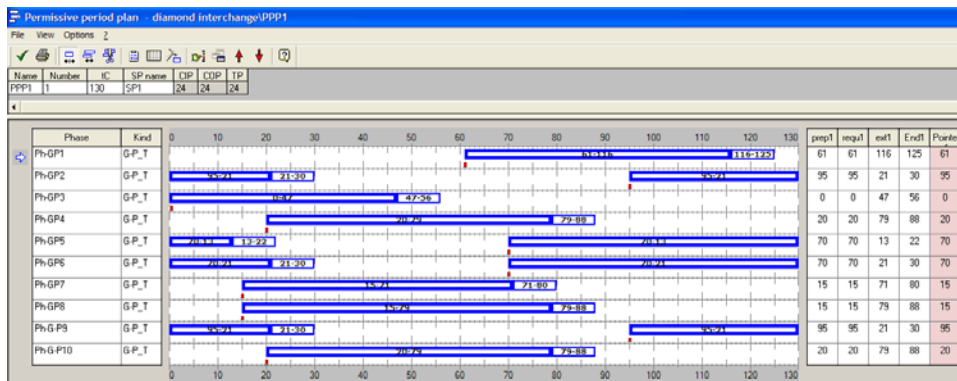 Permissive period plan - diamond interchange\PPP1
File View Options ?
Name Number tC SP name CIP COP TP
PPP1 1 130 SP1 24 24 24
Phase Kind 0 10 20 30 40 50 60 70 80 90 100 110 120 130 prep1 requ1 ext1 End1 Pointe
Ph-GP1 G-P_T 61-116 116-125 61 61 116 125 61
Ph-GP2 G-P_T 95-21 21-30 95-21 95 95 21 30 95
Ph-GP3 G-P_T 0-47 47-56 0 0 47 56 0
Ph-GP4 G-P_T 20-79 79-88 20 20 79 88 20
Ph-GP5 G-P_T 70-13 13-22 70-13 70 70 13 22 70
Ph-GP6 G-P_T 70-21 21-30 70-21 70 70 21 30 70
Ph-GP7 G-P_T 15-71 71-80 15 15 71 80 15
Ph-GP8 G-P_T 15-79 79-88 15 15 79 88 15
Ph-G-P9 G-P_T 95-21 21-30 95-21 95 95 21 30 95
Ph-G-P10 G-P_T 20-79 79-88 20 20 79 88 20
0 10 20 30 40 50 60 70 80 90 100 110 120 130